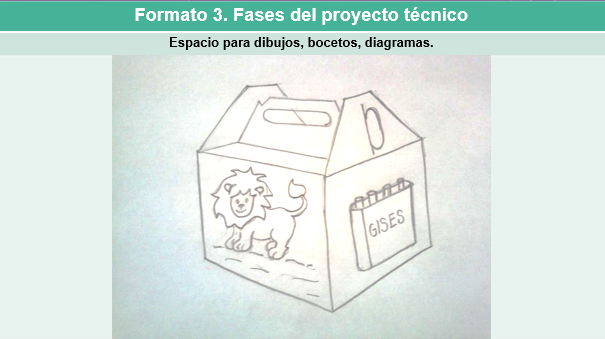 Formato 3. Fases del proyecto técnico
Espacio para dibujos, bocetos, diagramas.
GISES